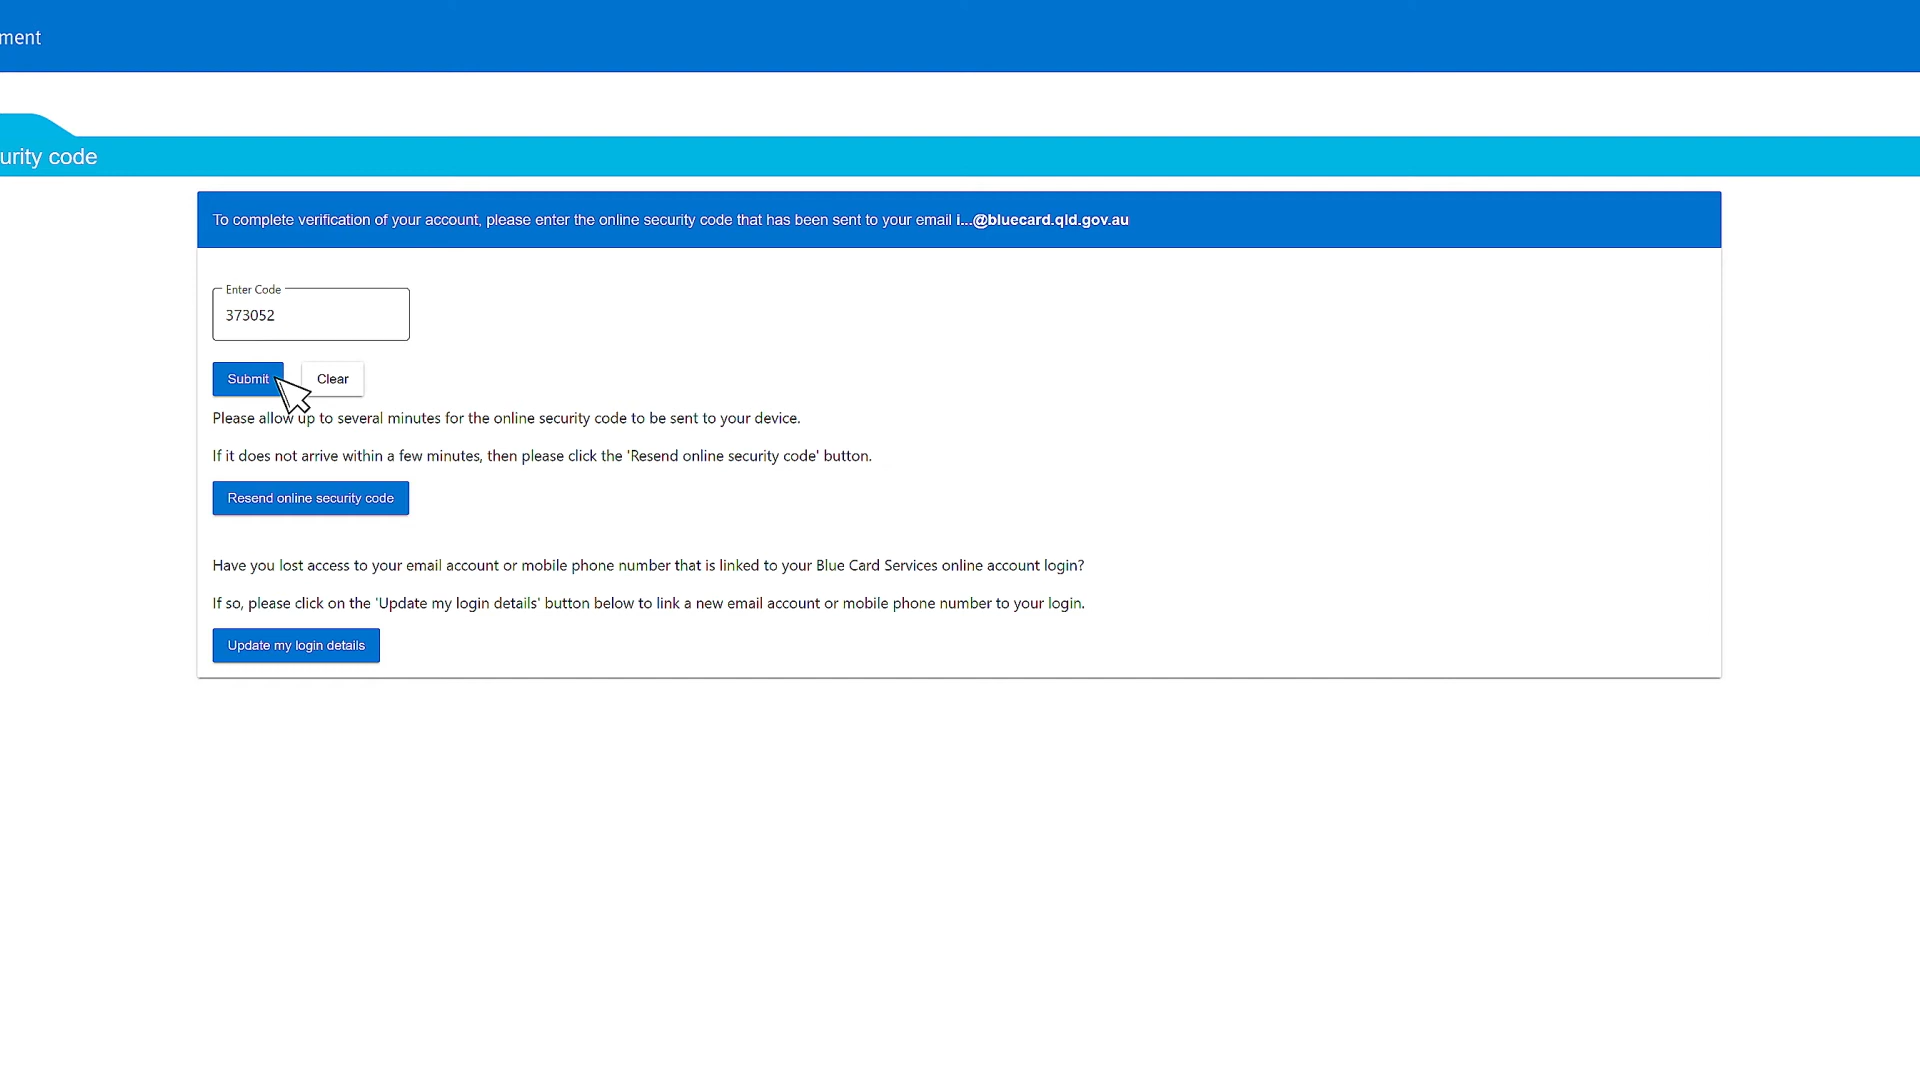 ment
urity code
To complete verification of your account, please enter the online security code that has been sent to your email i...@bluecard.qld.gov.au
Enter Code
373052
Submit
Clear
Please allow up to several minutes for the online security code to be sent to your device.
If it does not arrive within a few minutes, then please click the 'Resend online security code' button.
Resend online security code
Have you lost access to your email account or mobile phone number that is linked to your Blue Card Services online account login?
If so, please click on the 'Update my login details' button below to link a new email account or mobile phone number to your login.
Update my login details